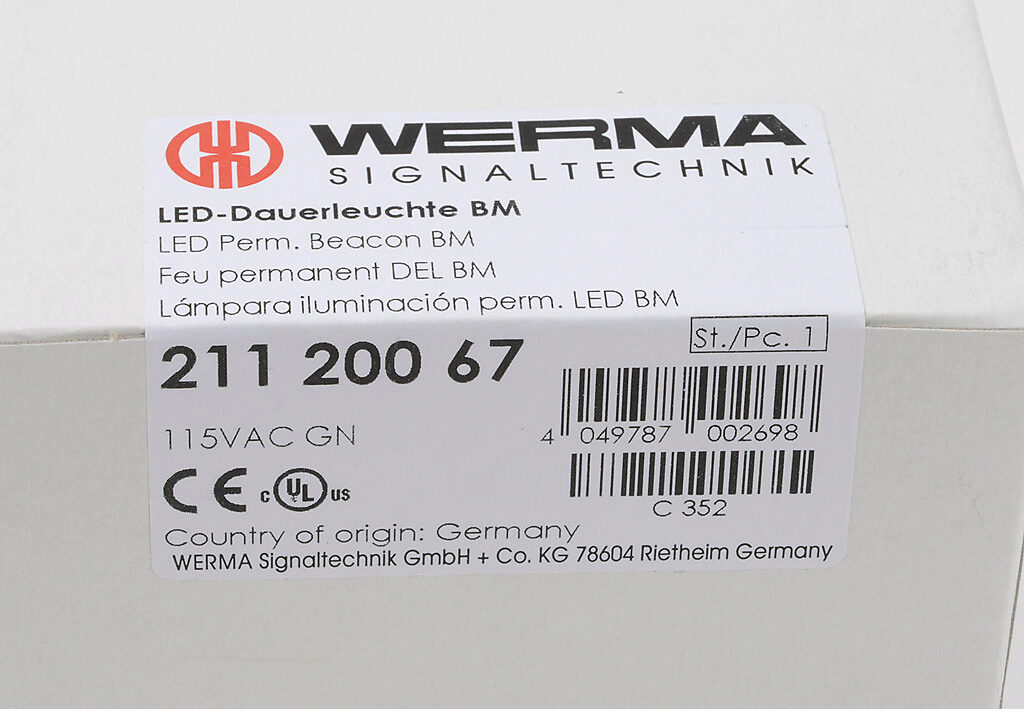 WERMA
SIGNALTECHNIK
LED-Dauerleuchte BM
LED Perm. Beacon BM
Feu permanent DEL BM
Lámpara iluminación perm. LED BM
St./Pc. 1
211 200 67
115VAC GN
4 049787 002698
CE c UL us
C 352
Country of origin: Germany
WERMA Signaltechnik GmbH + Co. KG 78604 Rietheim Germany